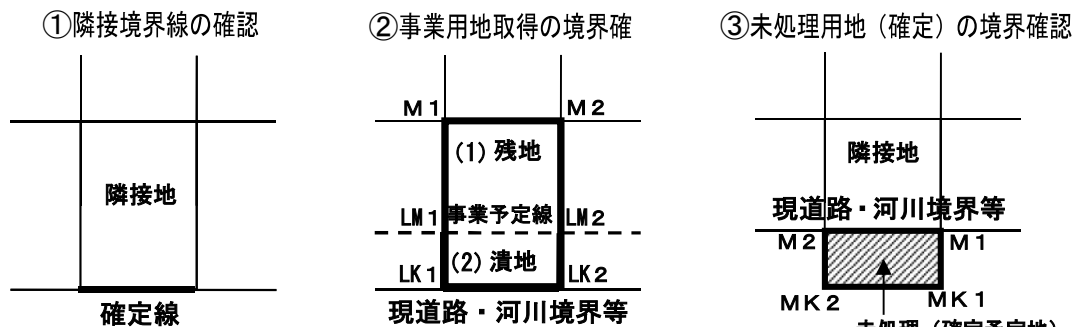 ①隣接境界線の確認
隣接地
確定線
②事業用地取得の境界確
M1 M2
(1) 残地
LM1 事業予定線 LM2
(2) 潰地
LK1 LK2
現道路・河川境界等
③未処理用地（確定）の境界確認
隣接地
現道路・河川境界等
M2 M1
MK2 MK1
未処理（確定予定地）